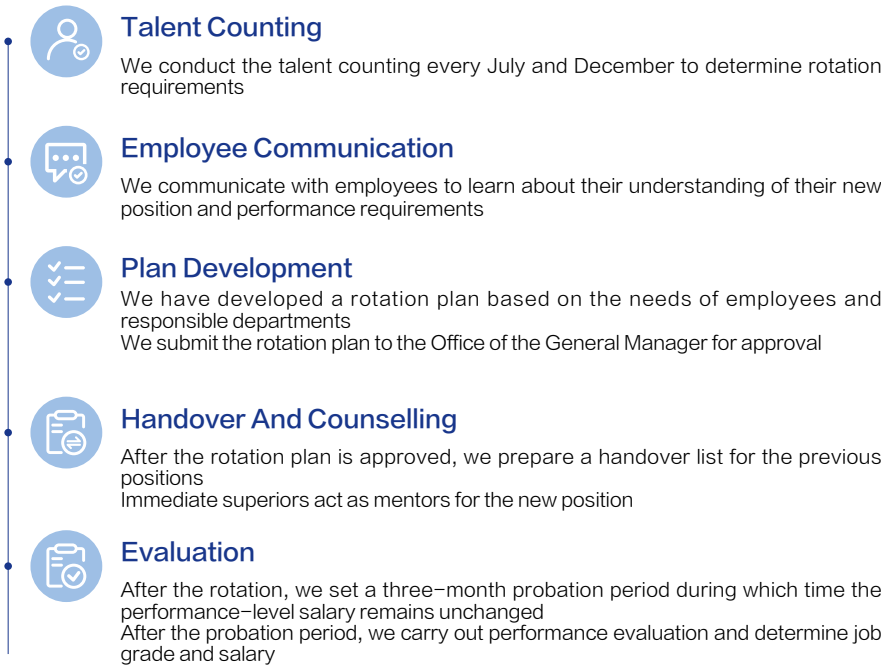 Talent Counting
We conduct the talent counting every July and December to determine rotation
requirements
Employee Communication
We communicate with employees to learn about their understanding of their new
position and performance requirements
Plan Development
We have developed a rotation plan based on the needs of employees and
responsible departments
We submit the rotation plan to the Office of the General Manager for approval
Handover And Counselling
After the rotation plan is approved, we prepare a handover list for the previous
positions
Immediate superiors act as mentors for the new position
Evaluation
After the rotation, we set a three-month probation period during which time the
performance-level salary remains unchanged
After the probation period, we carry out performance evaluation and determine job
grade and salary